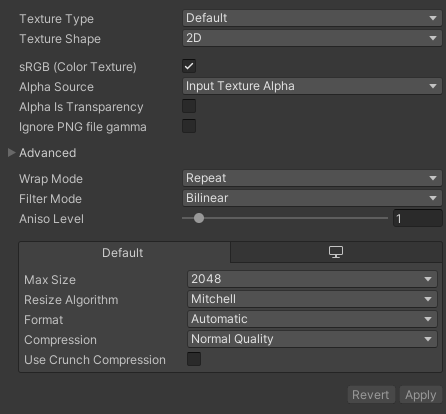 Texture Type Default
Texture Shape 2D
sRGB (Color Texture)
Alpha Source Input Texture Alpha
Alpha Is Transparency
Ignore PNG file gamma
Advanced
Wrap Mode Repeat
Filter Mode Bilinear
Aniso Level 1
Default
Max Size 2048
Resize Algorithm Mitchell
Format Automatic
Compression Normal Quality
Use Crunch Compression
Revert Apply